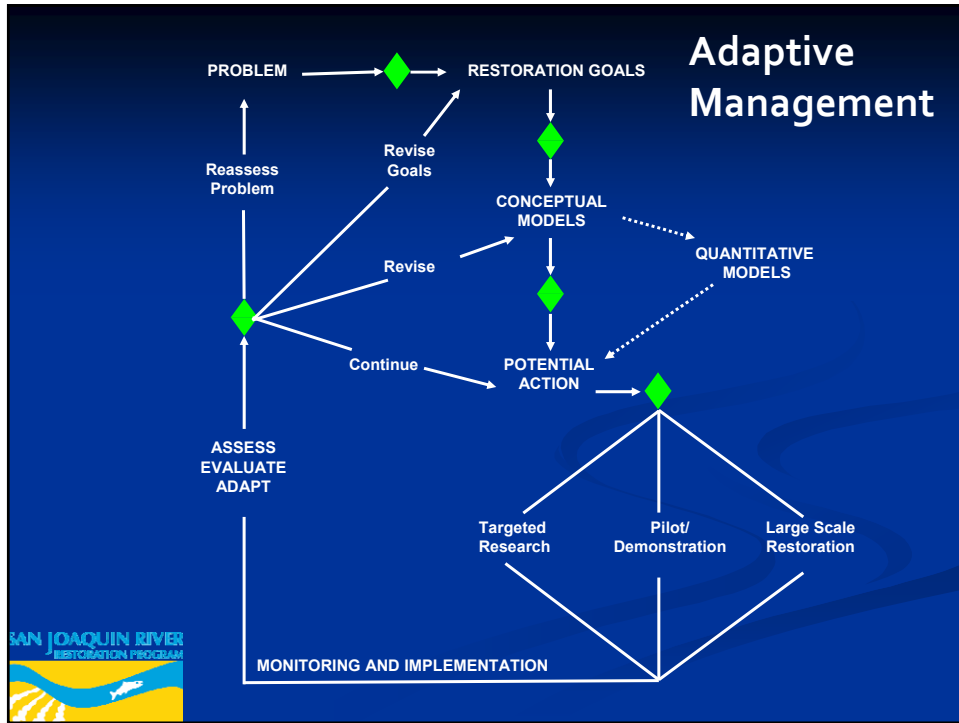 Adaptive
Management
PROBLEM
RESTORATION GOALS
Revise
Goals
Reassess
Problem
CONCEPTUAL
MODELS
QUANTITATIVE
MODELS
Revise
Continue
POTENTIAL
ACTION
ASSESS
EVALUATE
ADAPT
Targeted
Research
Pilot/
Demonstration
Large Scale
Restoration
MONITORING AND IMPLEMENTATION
SAN JOAQUIN RIVER
RESTORATION PROGRAM